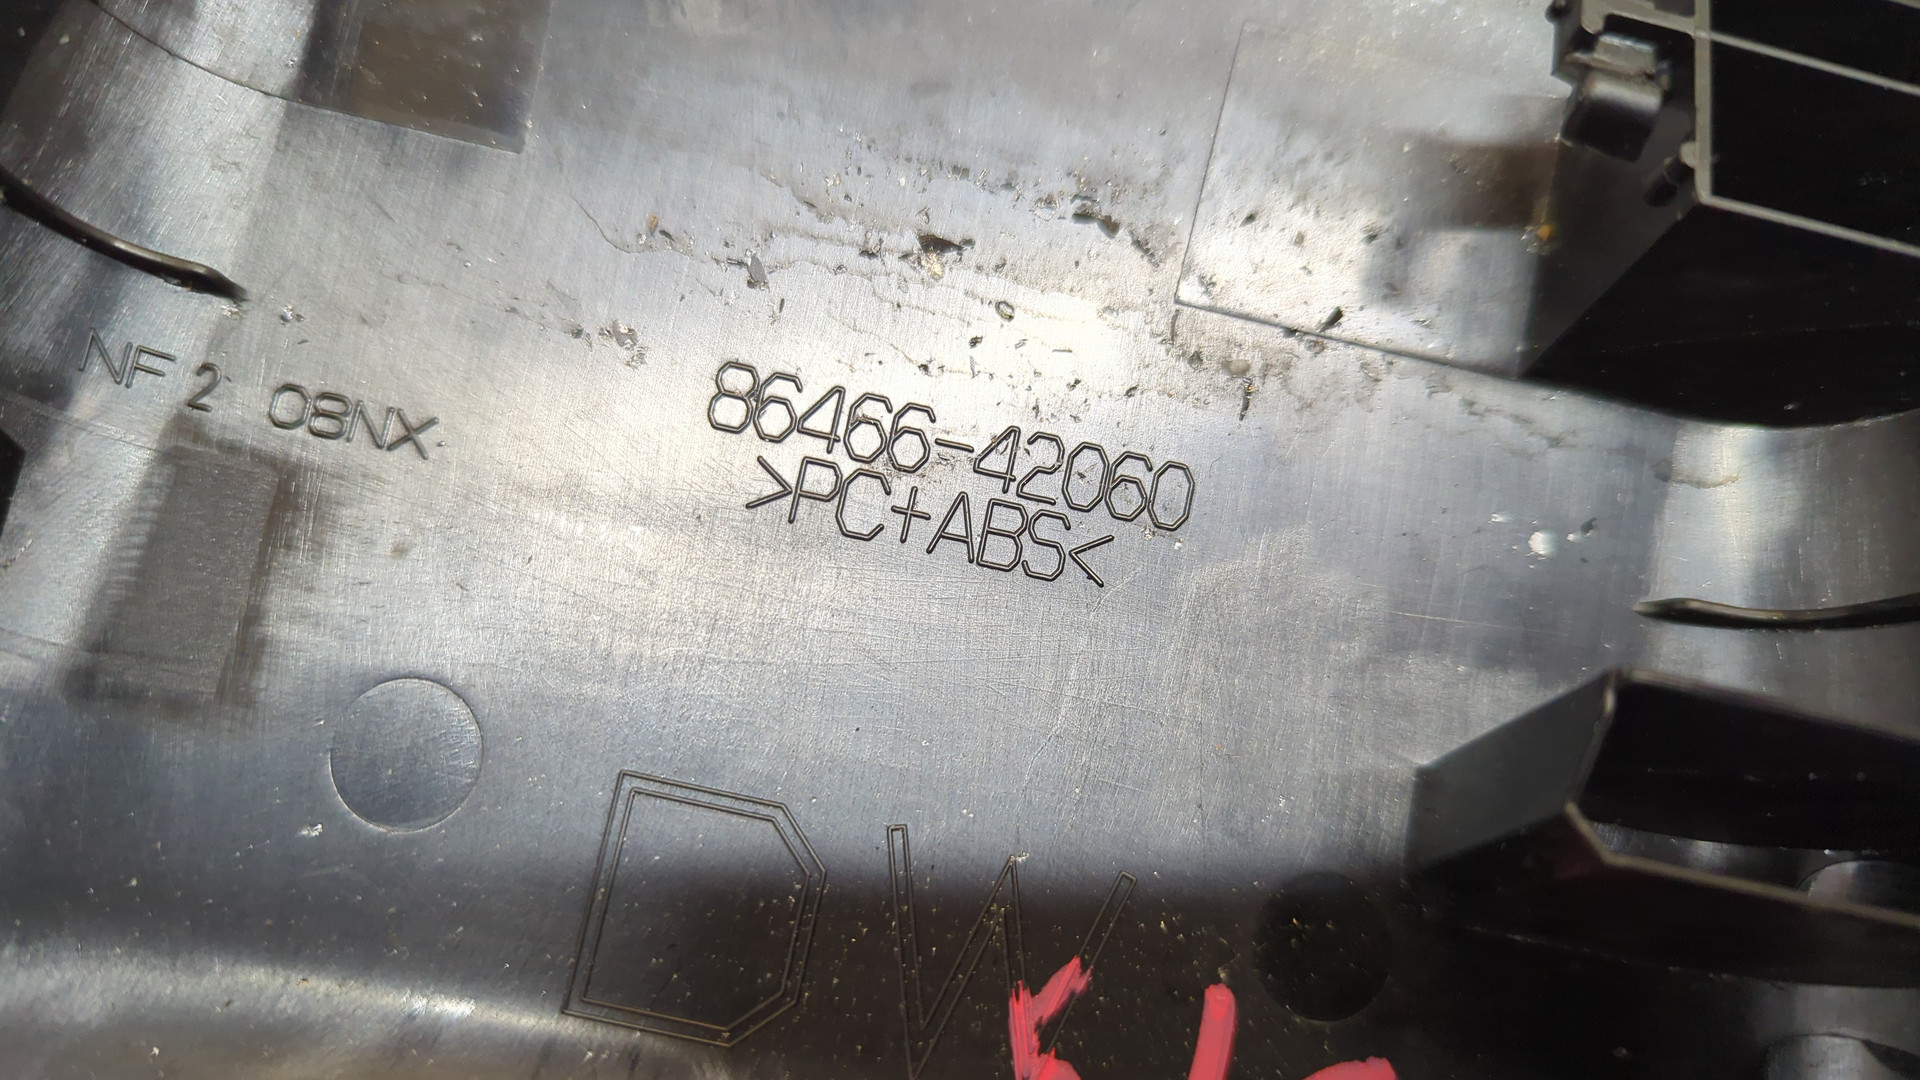 NF 2 08NX
86466-42060
>PC+ABS<
DW